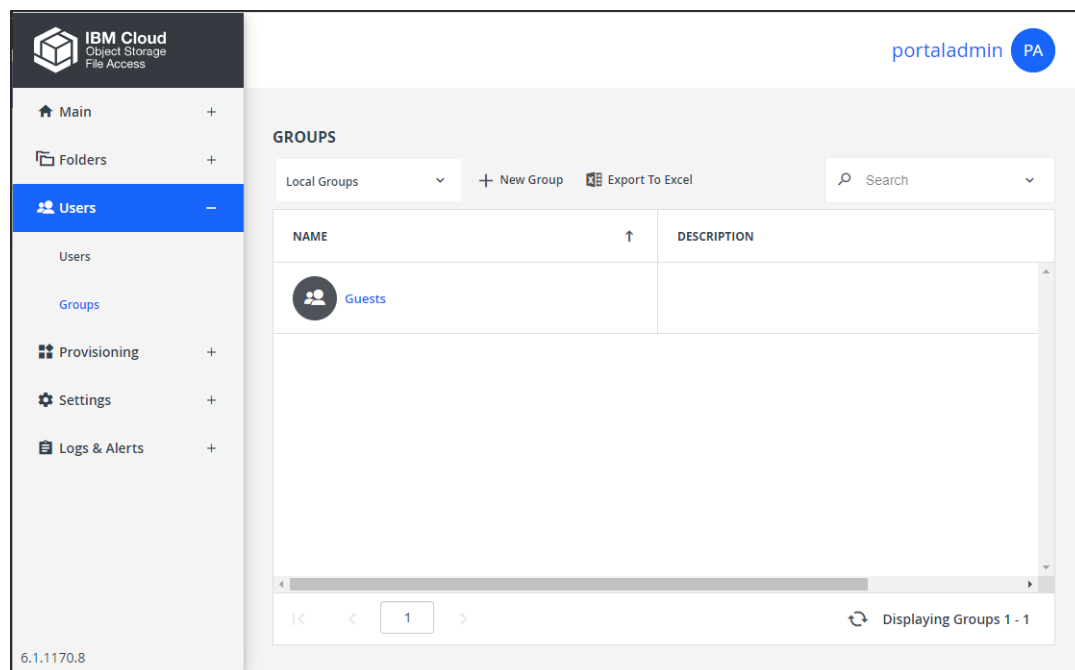 IBM Cloud
Object Storage
File Access
portaladmin PA
Main
Folders
Users
Users
Groups
Provisioning
Settings
Logs & Alerts
6.1.1170.8
GROUPS
Local Groups
New Group
Export To Excel
Search
NAME DESCRIPTION
Guests
1
Displaying Groups 1 - 1